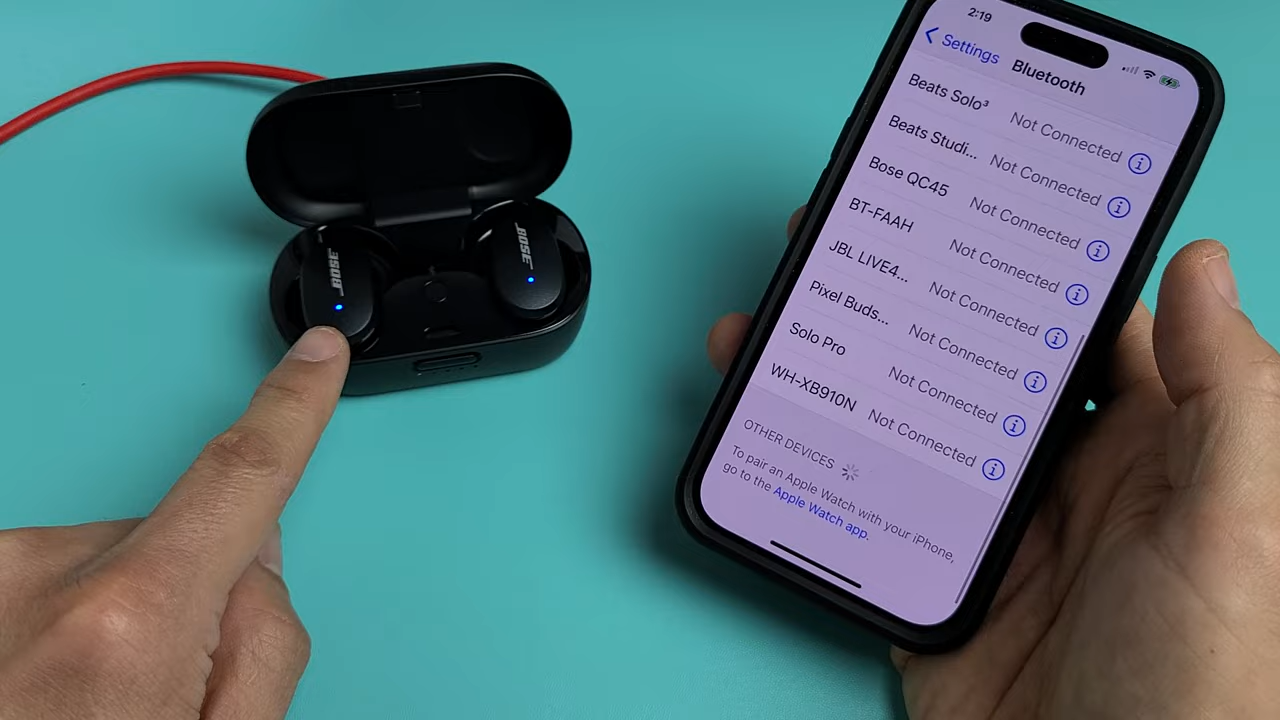 BOSE
BOSE
2:19
Settings
Bluetooth
Beats Solo³ Not Connected
Beats Studi... Not Connected
Bose QC45 Not Connected
BT-FAAH Not Connected
JBL LIVE4... Not Connected
Pixel Buds... Not Connected
Solo Pro Not Connected
WH-XB910N Not Connected
OTHER DEVICES
To pair an Apple Watch with your iPhone,
go to the Apple Watch app.